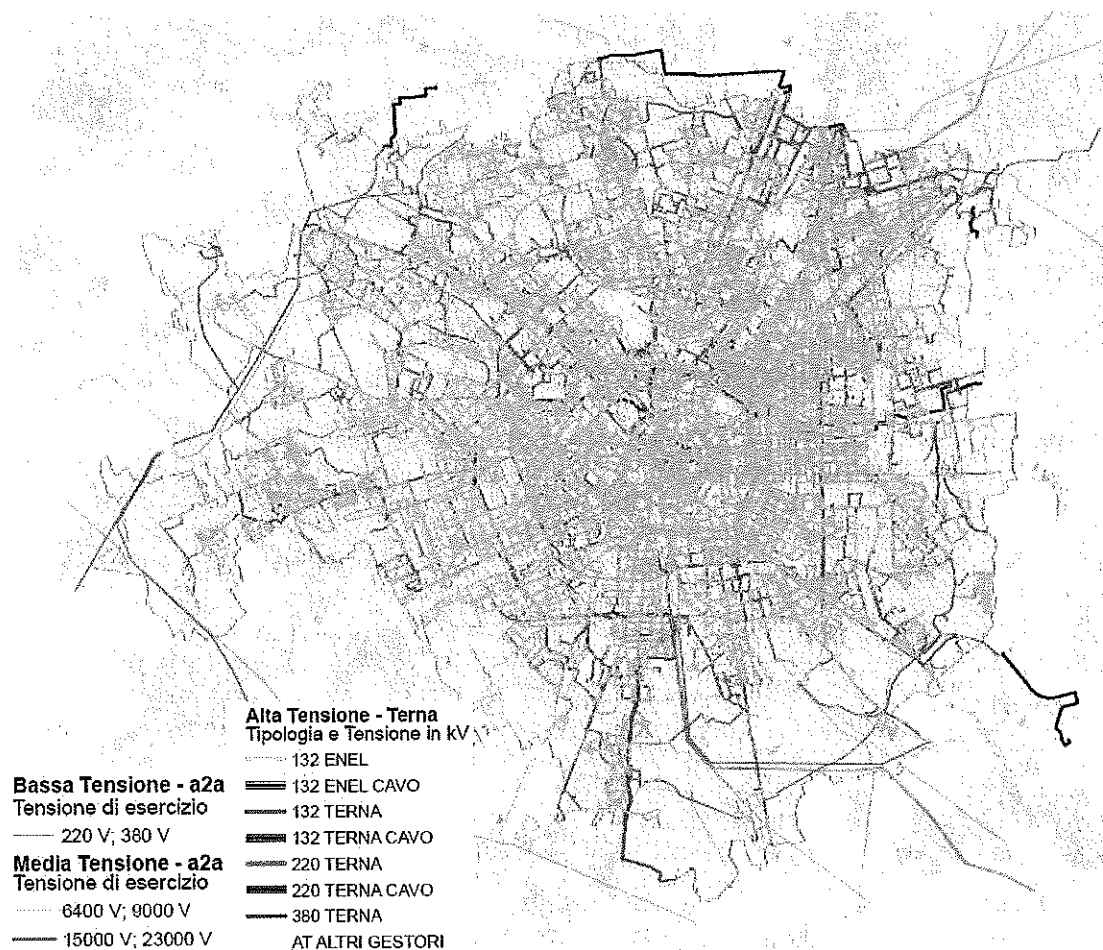 Bassa Tensione - a2a
Tensione di esercizio
220 V; 380 V
Media Tensione - a2a
Tensione di esercizio
6400 V; 9000 V
15000 V; 23000 V
Alta Tensione - Terna
Tipologia e Tensione in kV
132 ENEL
132 ENEL CAVO
132 TERNA
132 TERNA CAVO
220 TERNA
220 TERNA CAVO
380 TERNA
AT ALTRI GESTORI